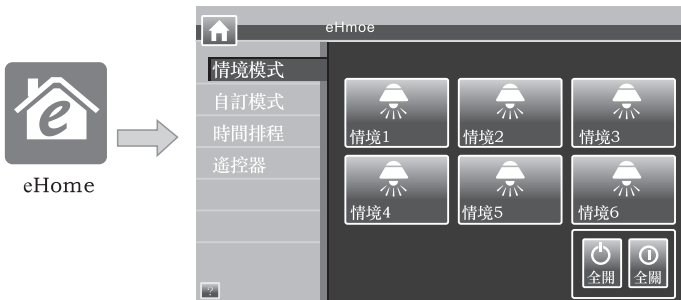 eHome
eHmoe
情境模式
自訂模式
時間排程
遙控器
?
情境1
情境2
情境3
情境4
情境5
情境6
全開
全關